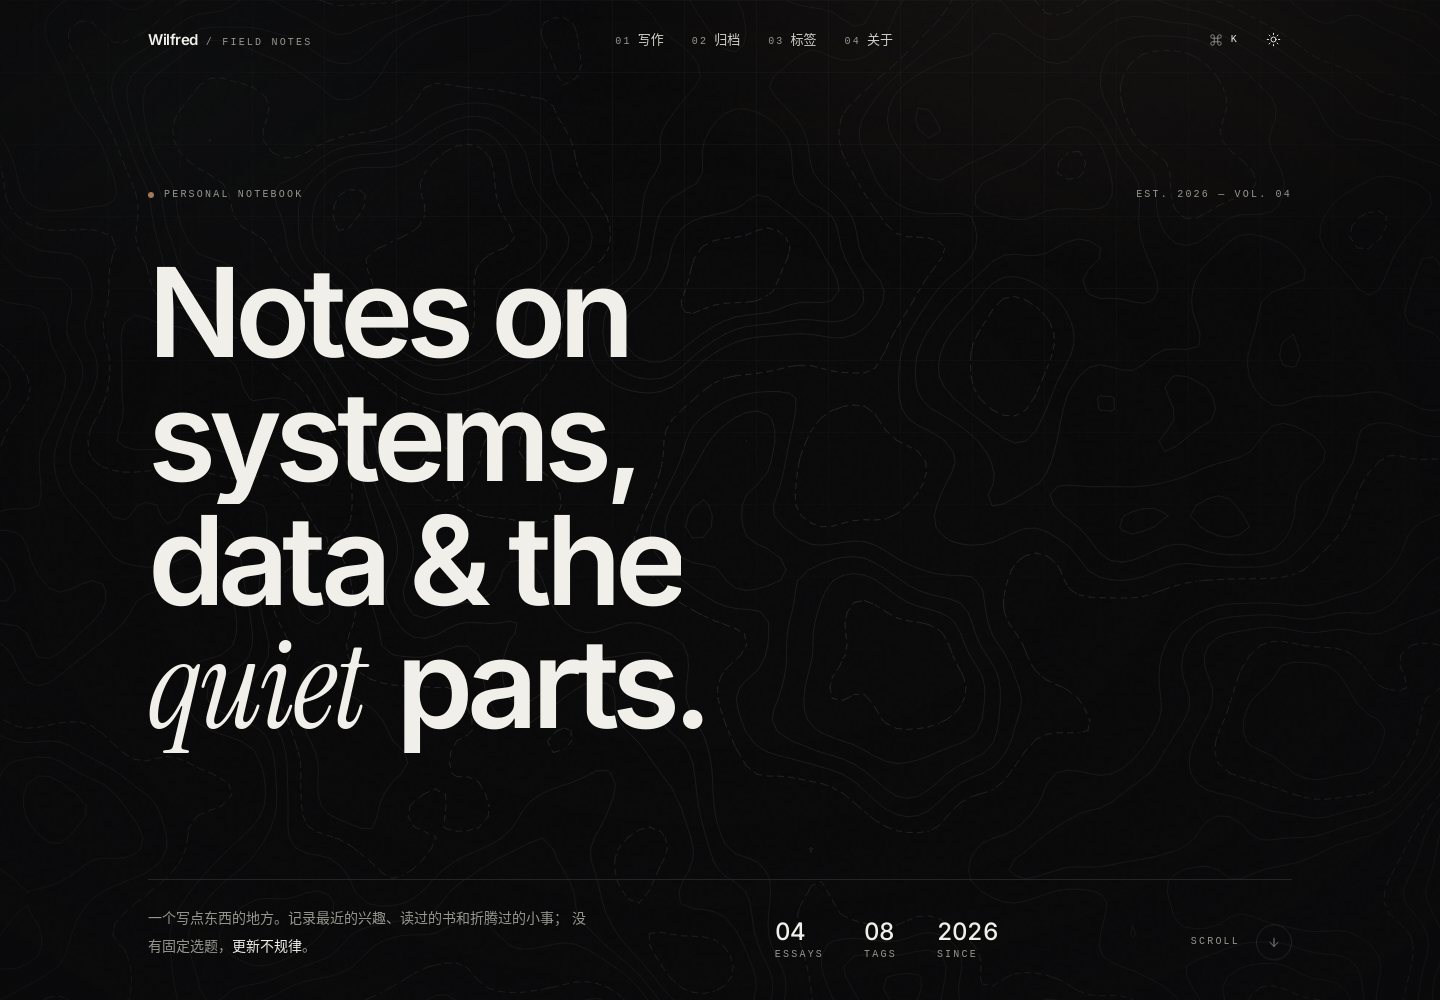 Wilfred / FIELD NOTES
01 写作 02 归档 03 标签 04 关于
⌘ K
PERSONAL NOTEBOOK
EST. 2026 — VOL. 04
Notes on
systems,
data & the
quiet parts.
一个写点东西的地方。记录最近的兴趣、读过的书和折腾过的小事； 没
有固定选题，更新不规律。
04 08 2026
ESSAYS TAGS SINCE
SCROLL